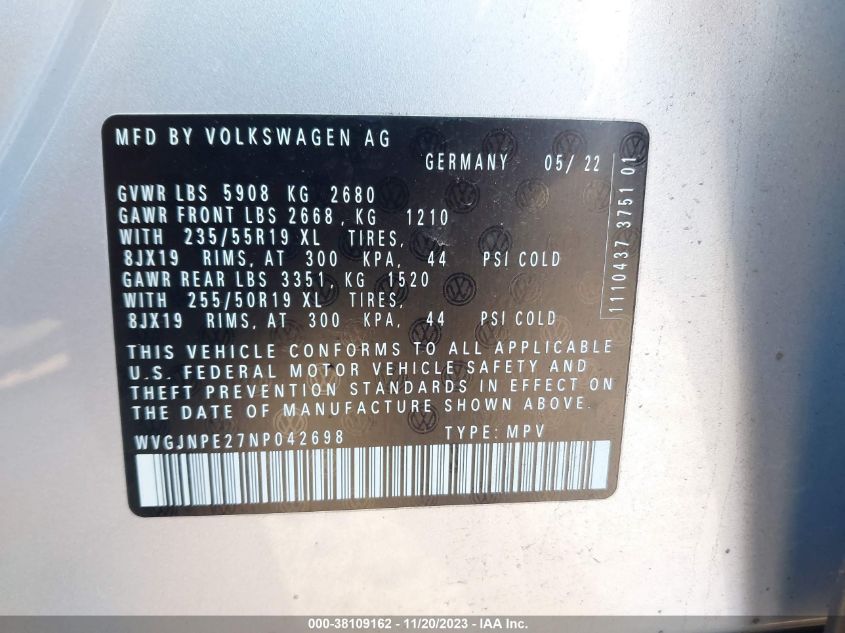 MFD BY VOLKSWAGEN AG
GERMANY 05/ 22
GVWR LBS 5908 KG 2680
GAWR FRONT LBS 2668, KG 1210
WITH 235/55R19 XL TIRES,
8JX19 RIMS, AT 300 KPA, 44 PSI COLD
GAWR REAR LBS 3351, KG 1520
WITH 255/50R19 XL TIRES,
8JX19 RIMS, AT 300 KPA, 44 PSI COLD
THIS VEHICLE CONFORMS TO ALL APPLICABLE
U.S. FEDERAL MOTOR VEHICLE SAFETY AND
THEFT PREVENTION STANDARDS IN EFFECT ON
THE DATE OF MANUFACTURE SHOWN ABOVE.
WVGJNPE27NP042698 TYPE: MPV
1110437 3751 01
000-38109162 - 11/20/2023 - IAA Inc.